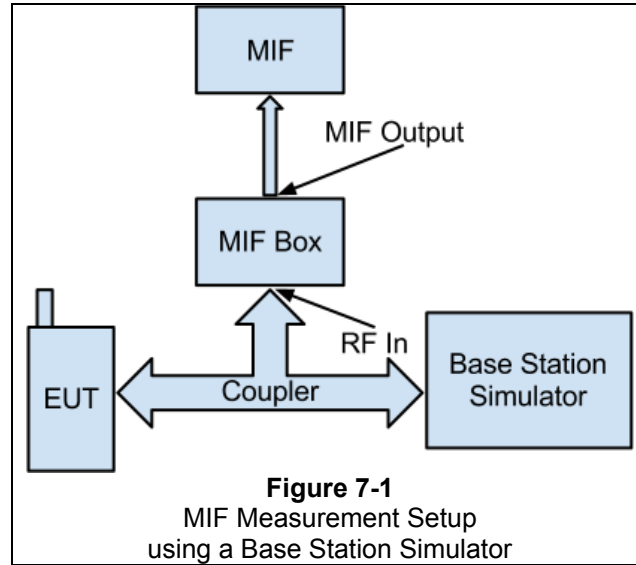 MIF
MIF Output
MIF Box
RF In
EUT
Coupler
Base Station
Simulator
Figure 7-1
MIF Measurement Setup
using a Base Station Simulator